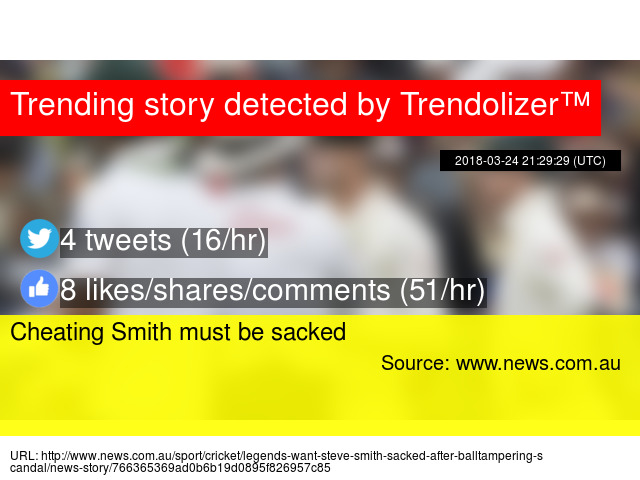 Trending story detected by Trendolizer™
2018-03-24 21:29:29 (UTC)
4 tweets (16/hr)
8 likes/shares/comments (51/hr)
Cheating Smith must be sacked
Source: www.news.com.au
URL: http://www.news.com.au/sport/cricket/legends-want-steve-smith-sacked-after-balltampering-s
candal/news-story/766365369ad0b6b19d0895f826957c85